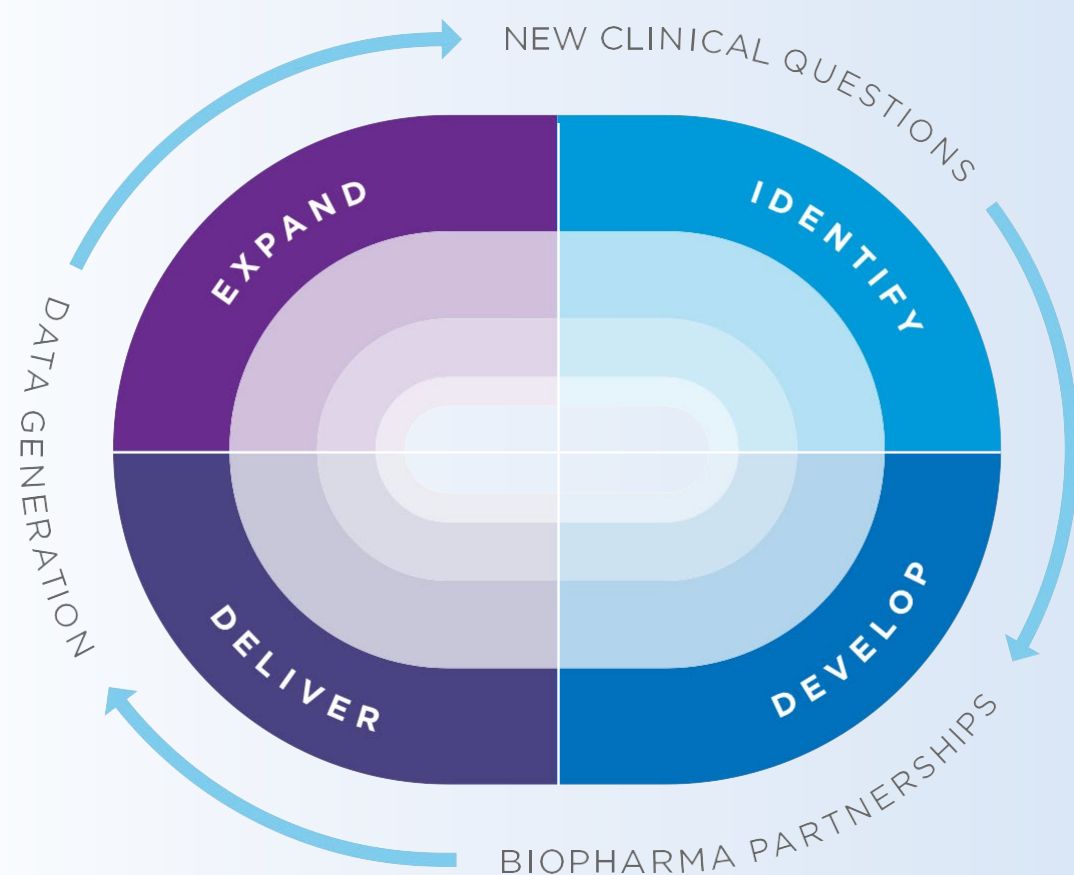 NEW CLINICAL QUESTIONS
EXPAND
IDENTIFY
DATA GENERATION
DELIVER
DEVELOP
BIOPHARMA PARTNERSHIPS